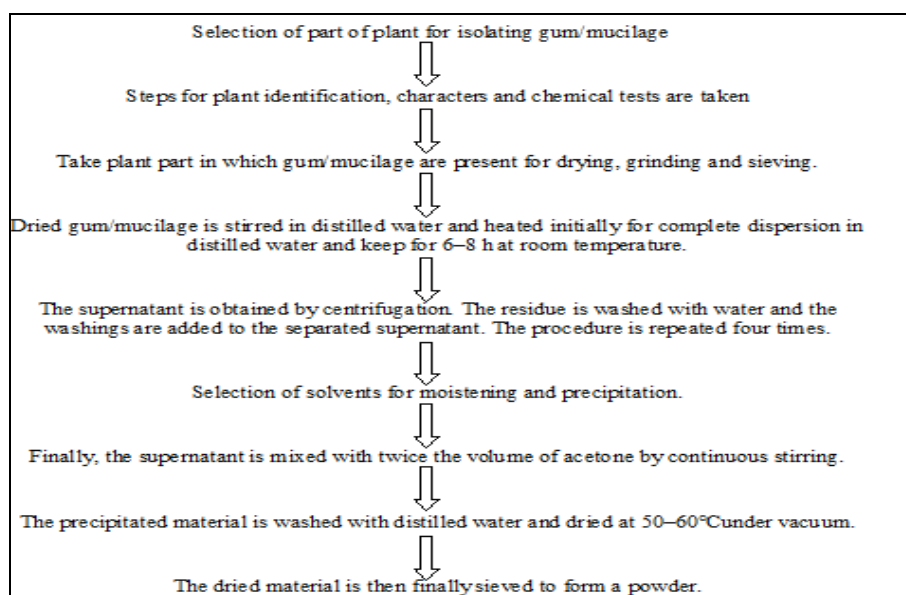 Selection of part of plant for isolating gum/mucilage
Steps for plant identification, characters and chemical tests are taken
Take plant part in which gum/mucilage are present for drying, grinding and sieving.
Dried gum/mucilage is stirred in distilled water and heated initially for complete dispersion in
distilled water and keep for 6–8 h at room temperature.
The supernatant is obtained by centrifugation. The residue is washed with water and the
washings are added to the separated supernatant. The procedure is repeated four times.
Selection of solvents for moistening and precipitation.
Finally, the supernatant is mixed with twice the volume of acetone by continuous stirring.
The precipitated material is washed with distilled water and dried at 50–60°Cunder vacuum.
The dried material is then finally sieved to form a powder.